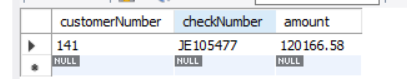 customerNumber checkNumber amount
141 JE105477 120166.58
NULL NULL NULL